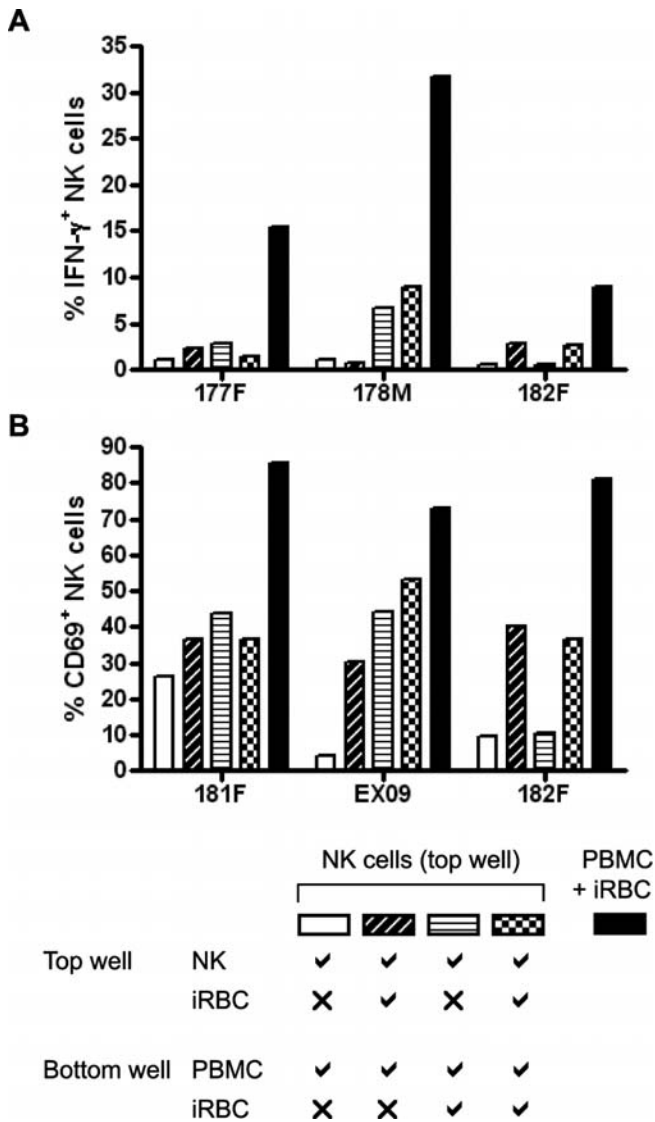 A
% IFN-γ+ NK cells
35
30
25
20
15
10
5
0
177F 178M 182F
B
% CD69+ NK cells
90
80
70
60
50
40
30
20
10
0
181F EX09 182F
NK cells (top well) PBMC
+ iRBC
Top well NK ✓ ✓ ✓ ✓
iRBC ✕ ✓ ✕ ✓
Bottom well PBMC ✓ ✓ ✓ ✓
iRBC ✕ ✕ ✓ ✓